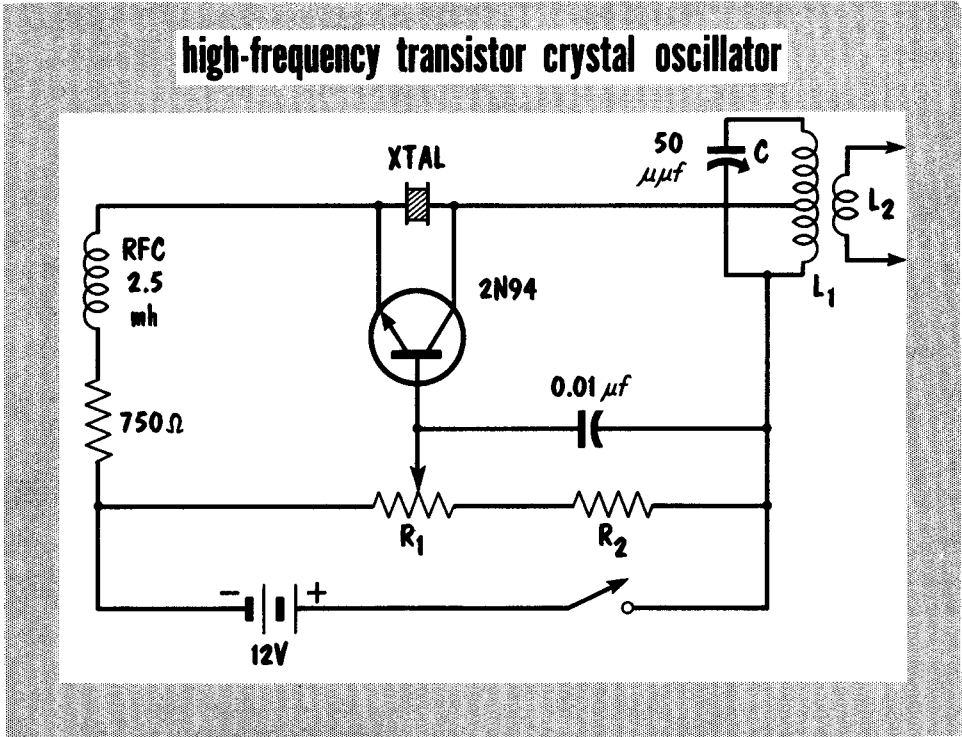 high-frequency transistor crystal oscillator
XTAL
50
μμf
C
L2
L1
RFC
2.5
mh
2N94
750Ω
0.01 μf
R1
R2
− +
12V